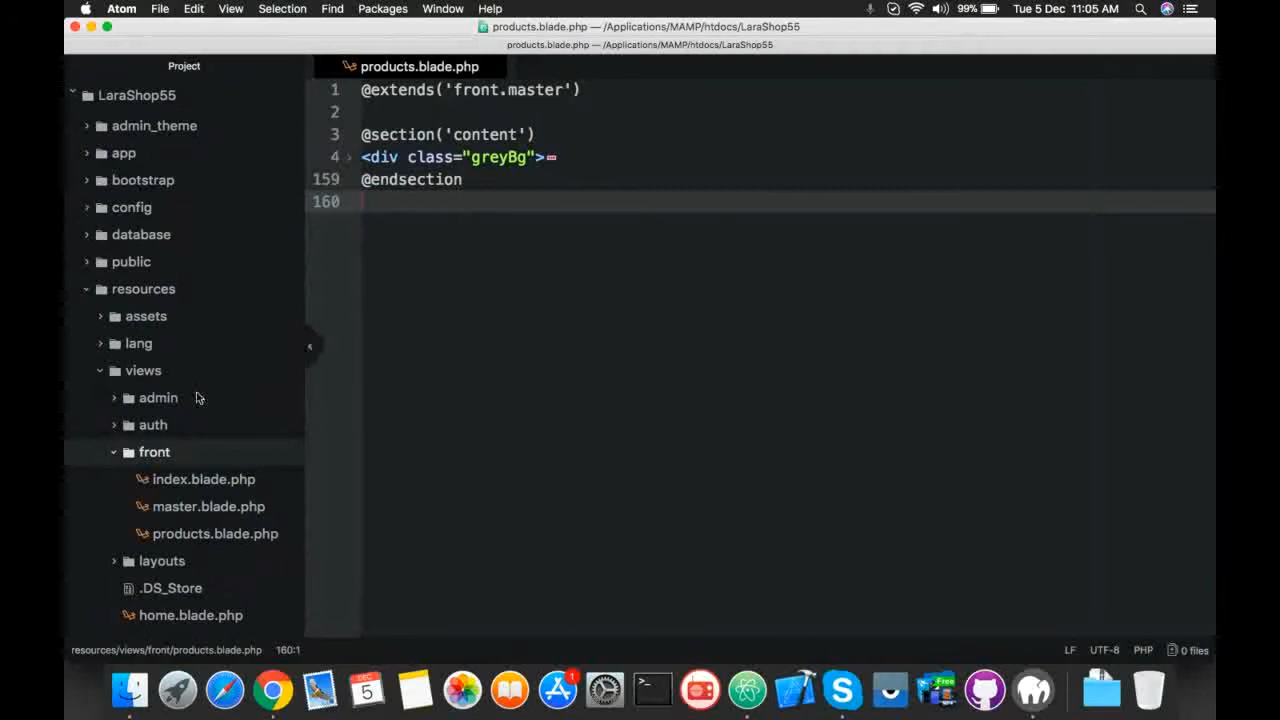 Atom File Edit View Selection Find Packages Window Help 99% Tue 5 Dec 11:05 AM
products.blade.php — /Applications/MAMP/htdocs/LaraShop55
products.blade.php — /Applications/MAMP/htdocs/LaraShop55
Project
products.blade.php
LaraShop55
admin_theme
app
bootstrap
config
database
public
resources
assets
lang
views
admin
auth
front
index.blade.php
master.blade.php
products.blade.php
layouts
.DS_Store
home.blade.php
1 @extends('front.master')
2
3 @section('content')
4 <div class="greyBg">
159 @endsection
160
resources/views/front/products.blade.php 160:1 LF UTF-8 PHP 0 files
DEC
5
1
Free